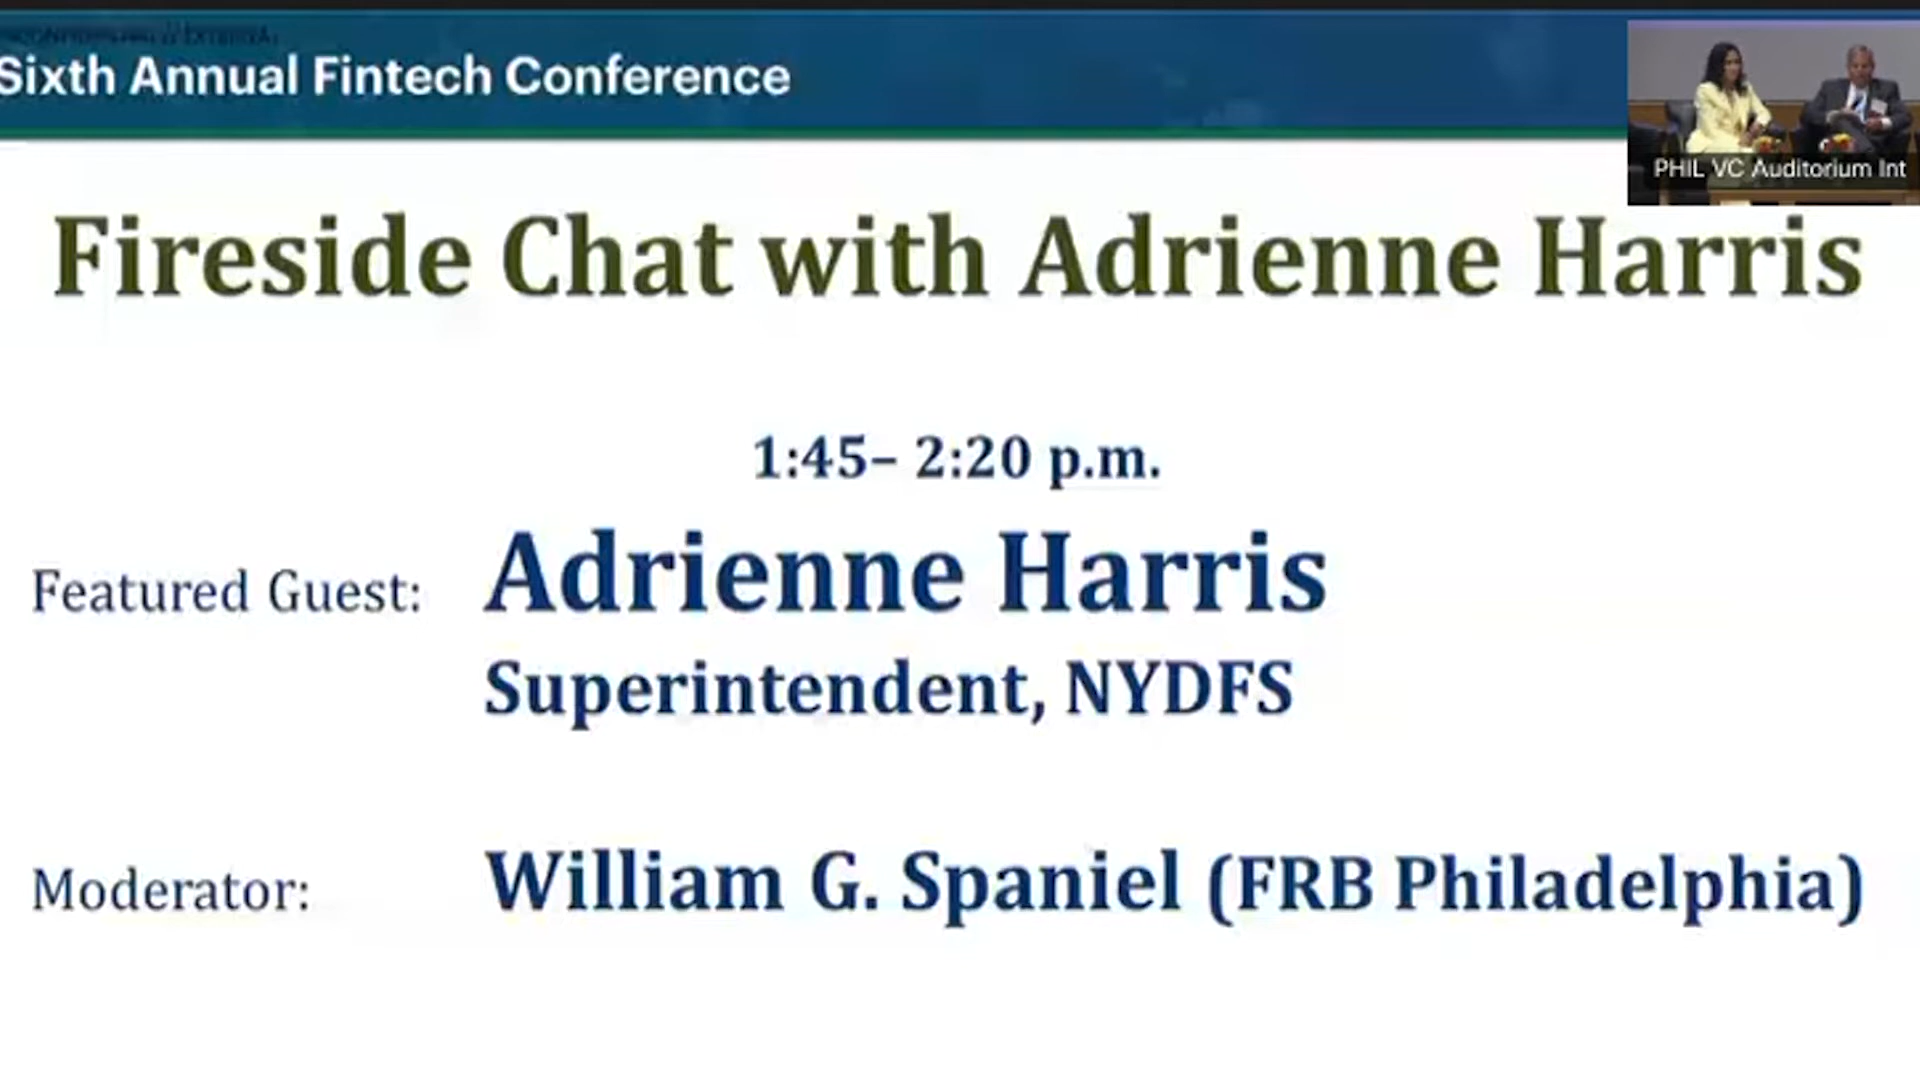 Sixth Annual Fintech Conference
PHIL VC Auditorium Int
Fireside Chat with Adrienne Harris
1:45– 2:20 p.m.
Featured Guest: Adrienne Harris
Superintendent, NYDFS
Moderator: William G. Spaniel (FRB Philadelphia)